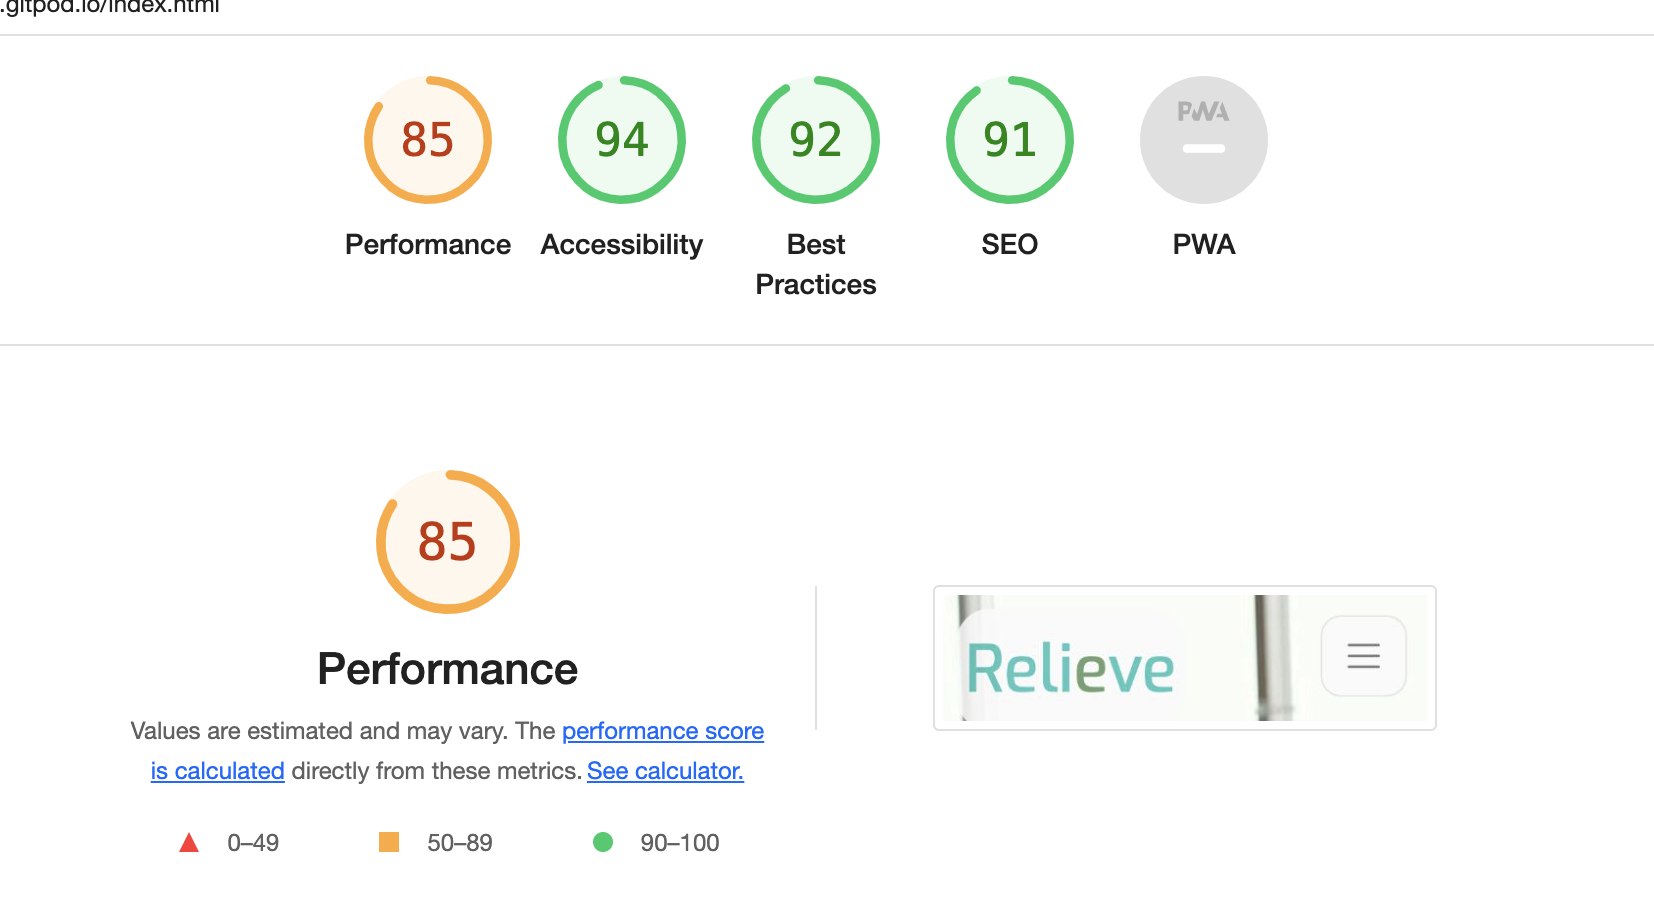 .gitpod.io/index.html
85
94
92
91
PWA
Performance
Accessibility
Best
Practices
SEO
PWA
85
Performance
Values are estimated and may vary. The performance score
is calculated directly from these metrics. See calculator.
0–49
50–89
90–100
Relieve